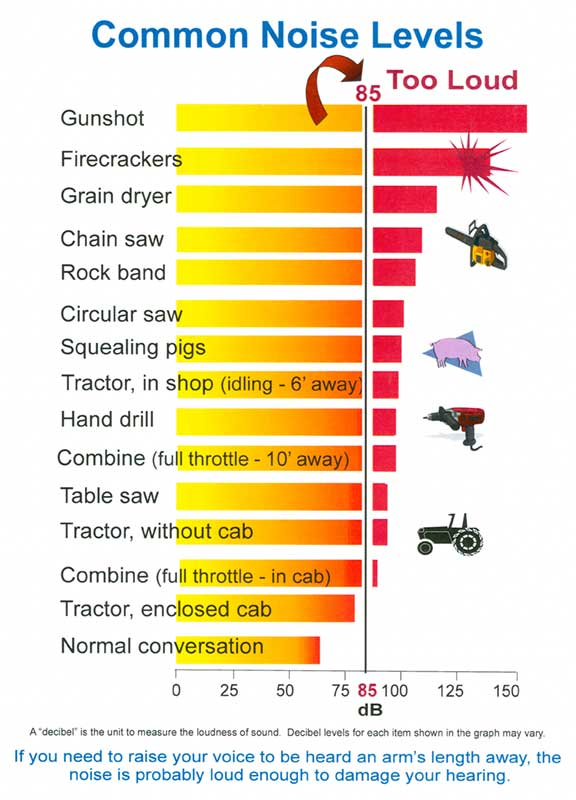 Common Noise Levels
85 Too Loud
Gunshot
Firecrackers
Grain dryer
Chain saw
Rock band
Circular saw
Squealing pigs
Tractor, in shop (idling - 6' away)
Hand drill
Combine (full throttle - 10' away)
Table saw
Tractor, without cab
Combine (full throttle - in cab)
Tractor, enclosed cab
Normal conversation
0 25 50 75 85 100 125 150
dB
A “decibel” is the unit to measure the loudness of sound. Decibel levels for each item shown in the graph may vary.
If you need to raise your voice to be heard an arm's length away, the
noise is probably loud enough to damage your hearing.